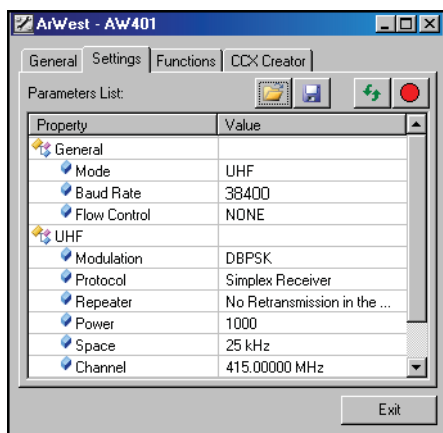 ArWest - AW401
General Settings Functions CCX Creator
Parameters List:
Property Value
General
Mode UHF
Baud Rate 38400
Flow Control NONE
UHF
Modulation DBPSK
Protocol Simplex Receiver
Repeater No Retransmission in the ...
Power 1000
Space 25 kHz
Channel 415.00000 MHz
Exit